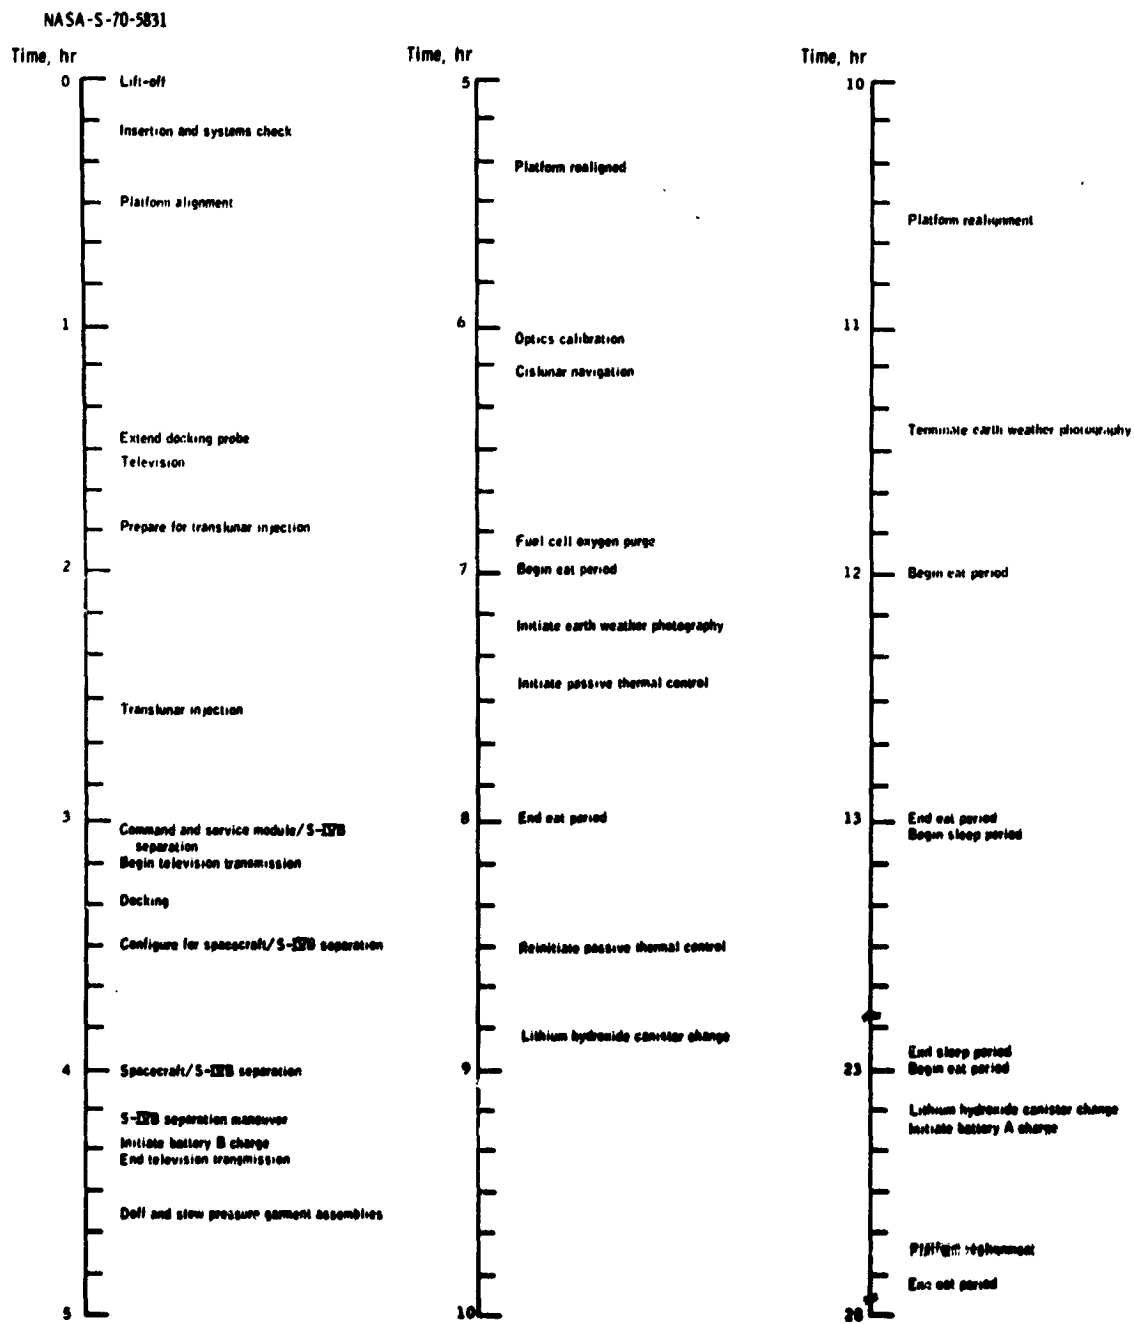 NASA-S-70-5831
Time, hr
0
Lift-off
Insertion and systems check
Platform alignment
1
Extend docking probe
Television
Prepare for translunar injection
2
Translunar injection
3
Command and service module/S-IVB
separation
Begin television transmission
Docking
Configure for spacecraft/S-IVB separation
4
Spacecraft/S-IVB separation
S-IVB separation maneuver
Initiate battery B charge
End television transmission
Doff and stow pressure garment assemblies
5
Time, hr
5
Platform realigned
6
Optics calibration
Cislunar navigation
Fuel cell oxygen purge
7
Begin eat period
Initiate earth weather photography
Initiate passive thermal control
8
End eat period
Reinitiate passive thermal control
Lithium hydroxide canister change
9
10
Time, hr
10
Platform realignment
11
Terminate earth weather photography
12
Begin eat period
13
End eat period
Begin sleep period
End sleep period
23
Begin eat period
Lithium hydroxide canister change
Initiate battery A charge
Platform realignment
End eat period